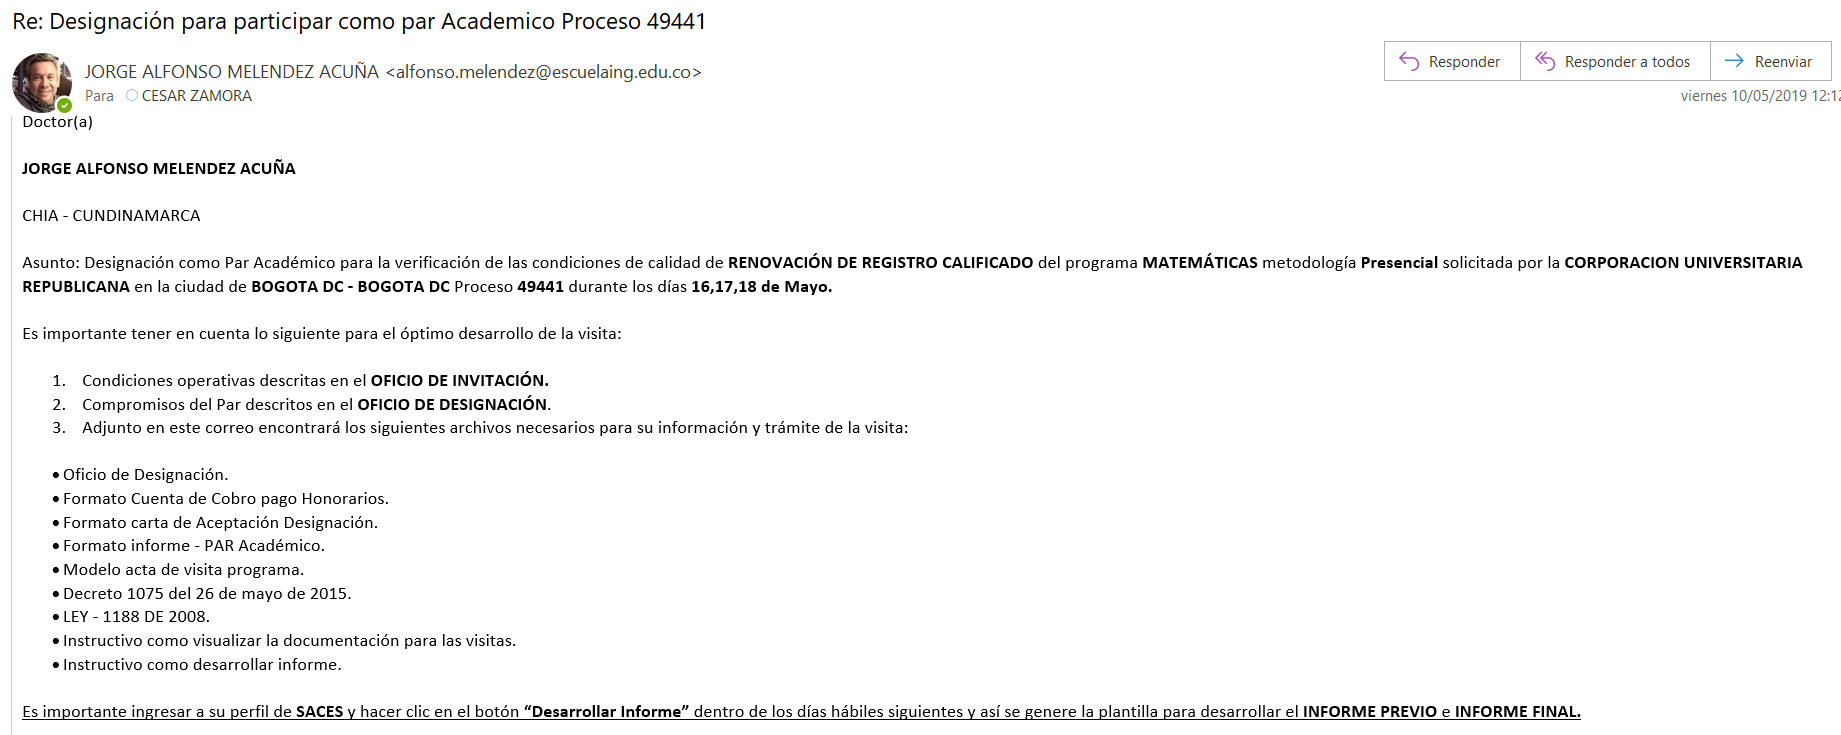 Re: Designación para participar como par Academico Proceso 49441
JORGE ALFONSO MELENDEZ ACUÑA <alfonso.melendez@escuelaing.edu.co>
Para CESAR ZAMORA
Responder
Responder a todos
Reenviar
viernes 10/05/2019 12:12
Doctor(a)
JORGE ALFONSO MELENDEZ ACUÑA
CHIA - CUNDINAMARCA
Asunto: Designación como Par Académico para la verificación de las condiciones de calidad de RENOVACIÓN DE REGISTRO CALIFICADO del programa MATEMÁTICAS metodología Presencial solicitada por la CORPORACION UNIVERSITARIA
REPUBLICANA en la ciudad de BOGOTA DC - BOGOTA DC Proceso 49441 durante los días 16,17,18 de Mayo.
Es importante tener en cuenta lo siguiente para el óptimo desarrollo de la visita:
1. Condiciones operativas descritas en el OFICIO DE INVITACIÓN.
2. Compromisos del Par descritos en el OFICIO DE DESIGNACIÓN.
3. Adjunto en este correo encontrará los siguientes archivos necesarios para su información y trámite de la visita:
• Oficio de Designación.
• Formato Cuenta de Cobro pago Honorarios.
• Formato carta de Aceptación Designación.
• Formato informe - PAR Académico.
• Modelo acta de visita programa.
• Decreto 1075 del 26 de mayo de 2015.
• LEY - 1188 DE 2008.
• Instructivo como visualizar la documentación para las visitas.
• Instructivo como desarrollar informe.
Es importante ingresar a su perfil de SACES y hacer clic en el botón “Desarrollar Informe” dentro de los días hábiles siguientes y así se genere la plantilla para desarrollar el INFORME PREVIO e INFORME FINAL.